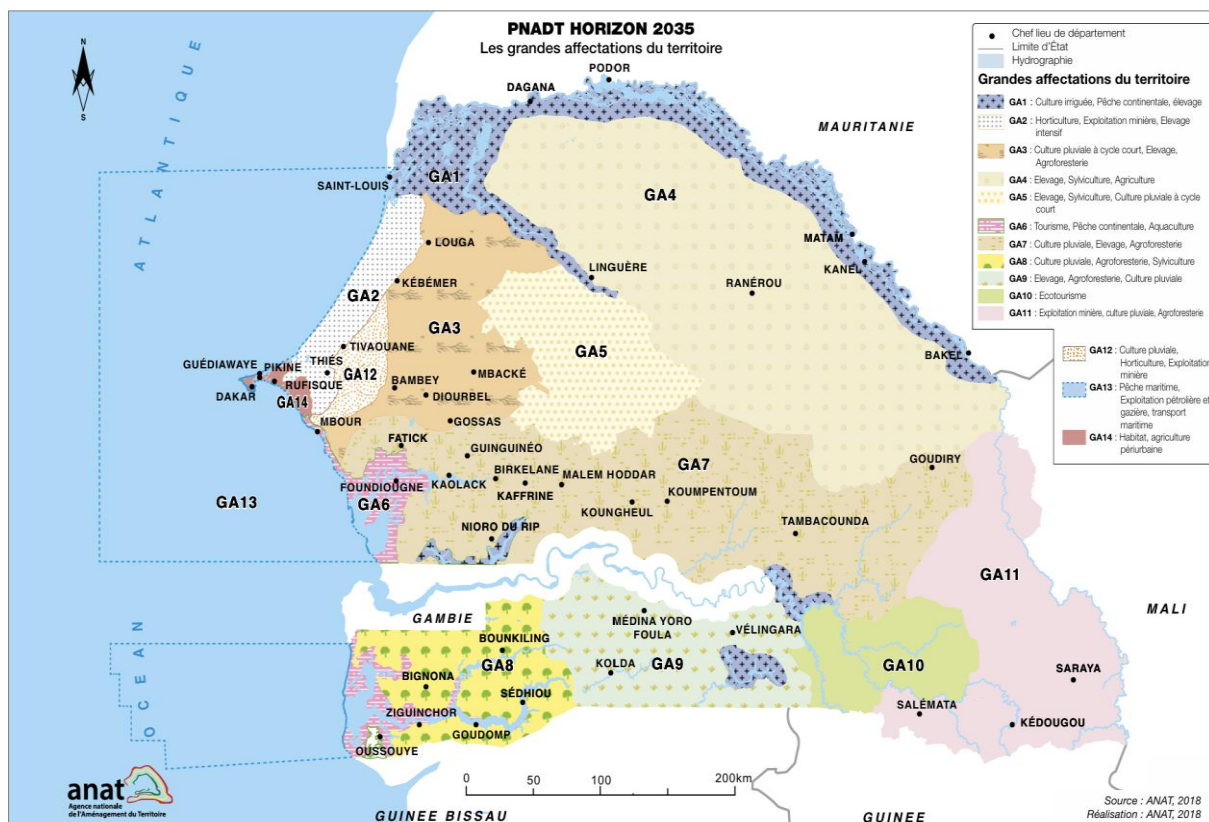 PNADT HORIZON 2035
Les grandes affectations du territoire
N
S
OCEAN
ATLANTIQUE
MAURITANIE
MALI
GAMBIE
GUINEE BISSAU
GUINEE
PODOR
DAGANA
SAINT-LOUIS
GA1
GA4
LOUGA
MATAM
KANEL
LINGUÈRE
RANÉROU
KÉBÉMER
GA2
GA3
GA5
TIVAOUANE
BAKEL
THIÉS
GUÉDIAWAYE
PIKINE
GA12
MBACKÉ
RUFISQUE
DAKAR
BAMBEY
DIOURBEL
GA14
MBOUR
GOSSAS
FATICK
GUINGUINÉO
GA7
GOUDIRY
BIRKELANE
MALEM HODDAR
KAOLACK
KAFFRINE
FOUNDIOUGNE
KOUMPENTOUM
KOUNGHEUL
GA13
GA6
NIORO DU RIP
TAMBACOUNDA
GA11
MÉDINA YORO
FOULA
VÉLINGARA
BOUNKILING
GA8
KOLDA
GA9
GA10
BIGNONA
SÉDHIOU
SARAYA
ZIGUINCHOR
GOUDOMP
SALÉMATA
KÉDOUGOU
OUSSOUYE
Chef lieu de département
Limite d'État
Hydrographie
Grandes affectations du territoire
GA1 : Culture irriguée, Pêche continentale, élevage
GA2 : Horticulture, Exploitation minière, Elevage
intensif
GA3 : Culture pluviale à cycle court, Elevage,
Agroforesterie
GA4 : Elevage, Sylviculture, Agriculture
GA5 : Elevage, Sylviculture, Culture pluviale à cycle
court
GA6 : Tourisme, Pêche continentale, Aquaculture
GA7 : Culture pluviale, Elevage, Agroforesterie
GA8 : Culture pluviale, Agroforesterie, Sylviculture
GA9 : Elevage, Agroforesterie, Culture pluviale
GA10 : Ecotourisme
GA11 : Exploitation minière, culture pluviale, Agroforesterie
GA12 : Culture pluviale,
Horticulture, Exploitation
minière
GA13 : Pêche maritime,
Exploitation pétrolière et
gazière, transport
maritime
GA14 : Habitat, agriculture
périurbaine
0 50 100 200km
anat
Agence nationale
de l'Aménagement du Territoire
Source : ANAT, 2018
Réalisation : ANAT, 2018